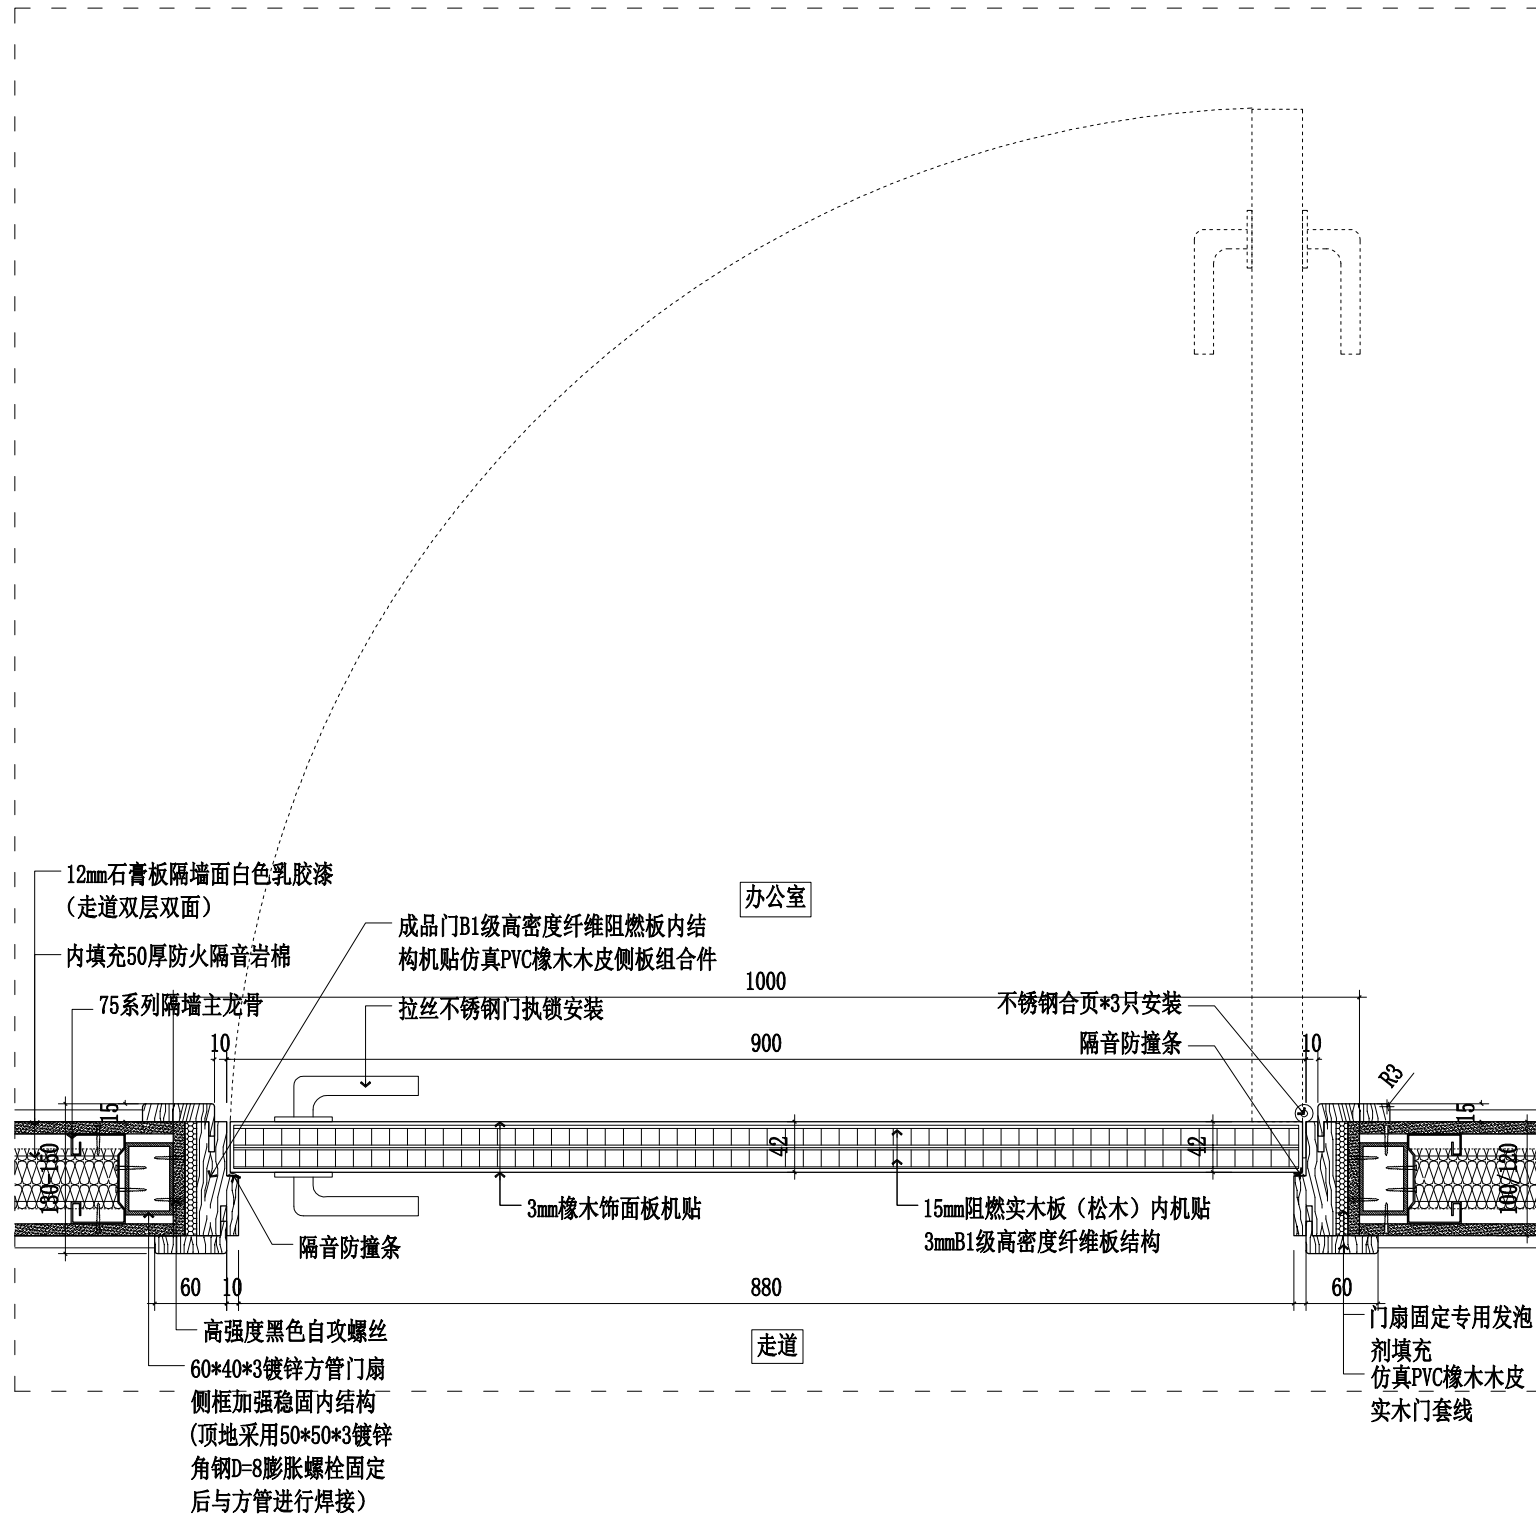 12mm石膏板隔墙面白色乳胶漆
（走道双层双面）
内填充50厚防火隔音岩棉
75系列隔墙主龙骨
成品门B1级高密度纤维阻燃板内结
构机贴仿真PVC橡木木皮侧板组合件
拉丝不锈钢门执锁安装
办公室
1000
不锈钢合页*3只安装
隔音防撞条
10
900
10
R3
15
15
130-150
42
42
100/120
3mm橡木饰面板机贴
15mm阻燃实木板（松木）内机贴
3mmB1级高密度纤维板结构
隔音防撞条
60
10
880
60
高强度黑色自攻螺丝
走道
门扇固定专用发泡
剂填充
仿真PVC橡木木皮
实木门套线
60*40*3镀锌方管门扇
侧框加强稳固内结构
(顶地采用50*50*3镀锌
角钢D=8膨胀螺栓固定
后与方管进行焊接）